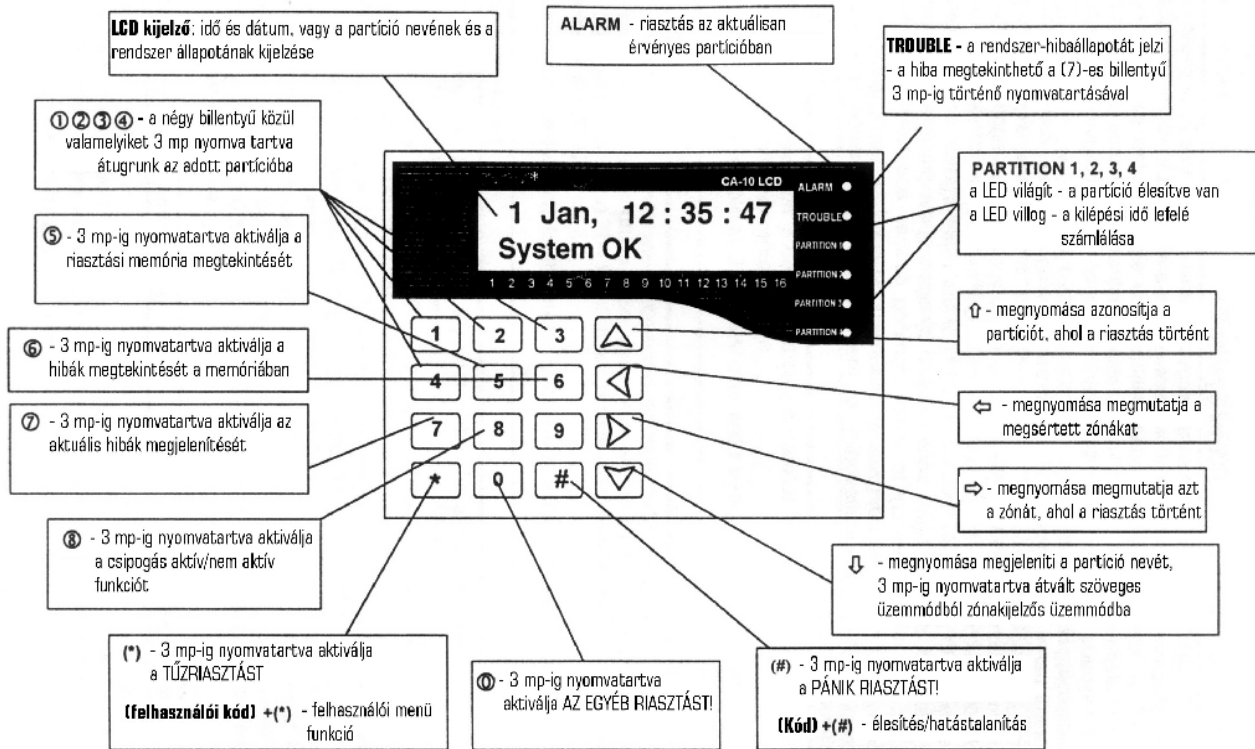 LCD kijelző: idő és dátum, vagy a partíció nevének és a
rendszer állapotának kijelzése
ALARM - riasztás az aktuálisan
érvényes partícióban
TROUBLE - a rendszer-hibaállapotát jelzi
- a hiba megtekinthető a (7)-es billentyű
3 mp-ig történő nyomvatartásával
① ② ③ ④ - a négy billentyű közül
valamelyiket 3 mp nyomva tartva
átugrunk az adott partícióba
⑤ - 3 mp-ig nyomvatartva aktiválja a
riasztási memória megtekintését
⑥ - 3 mp-ig nyomvatartva aktiválja a
hibák megtekintését a memóriában
⑦ - 3 mp-ig nyomvatartva aktiválja az
aktuális hibák megjelenítését
⑧ - 3 mp-ig nyomvatartva aktiválja
a csipogás aktív/nem aktív
funkciót
CA-10 LCD
1 Jan, 12 : 35 : 47
System OK
1 2 3 4 5 6 7 8 9 10 11 12 13 14 15 16
ALARM
TROUBLE
PARTITION 1
PARTITION 2
PARTITION 3
PARTITION 4
1 2 3
4 5 6
7 8 9
* 0 #
PARTITION 1, 2, 3, 4
a LED világít - a partíció élesítve van
a LED villog - a kilépési idő lefelé
számlálása
⇧ - megnyomása azonosítja a
partíciót, ahol a riasztás történt
⇦ - megnyomása megmutatja a
megsértett zónákat
⇨ - megnyomása megmutatja azt
a zónát, ahol a riasztás történt
⇩ - megnyomása megjeleníti a partíció nevét,
3 mp-ig nyomvatartva átvált szöveges
üzemmódból zónakijelzős üzemmódba
(*) - 3 mp-ig nyomvatartva aktiválja
a TŰZRIASZTÁST
(felhasználói kód) +(*) - felhasználói menü
funkció
⓪ - 3 mp-ig nyomvatartva
aktiválja AZ EGYÉB RIASZTÁST!
(#) - 3 mp-ig nyomvatartva aktiválja
a PÁNIK RIASZTÁST!
(Kód) +(#) - élesítés/hatástalanítás